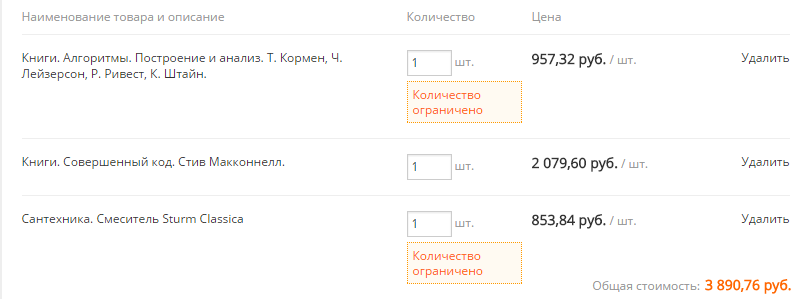 Наименование товара и описание Количество Цена
Книги. Алгоритмы. Построение и анализ. Т. Кормен, Ч. 1 шт. 957,32 руб. / шт. Удалить
Лейзерсон, Р. Ривест, К. Штайн.
Количество
ограничено
Книги. Совершенный код. Стив Макконнелл. 1 шт. 2 079,60 руб. / шт. Удалить
Сантехника. Смеситель Sturm Classica 1 шт. 853,84 руб. / шт. Удалить
Количество
ограничено
Общая стоимость: 3 890,76 руб.